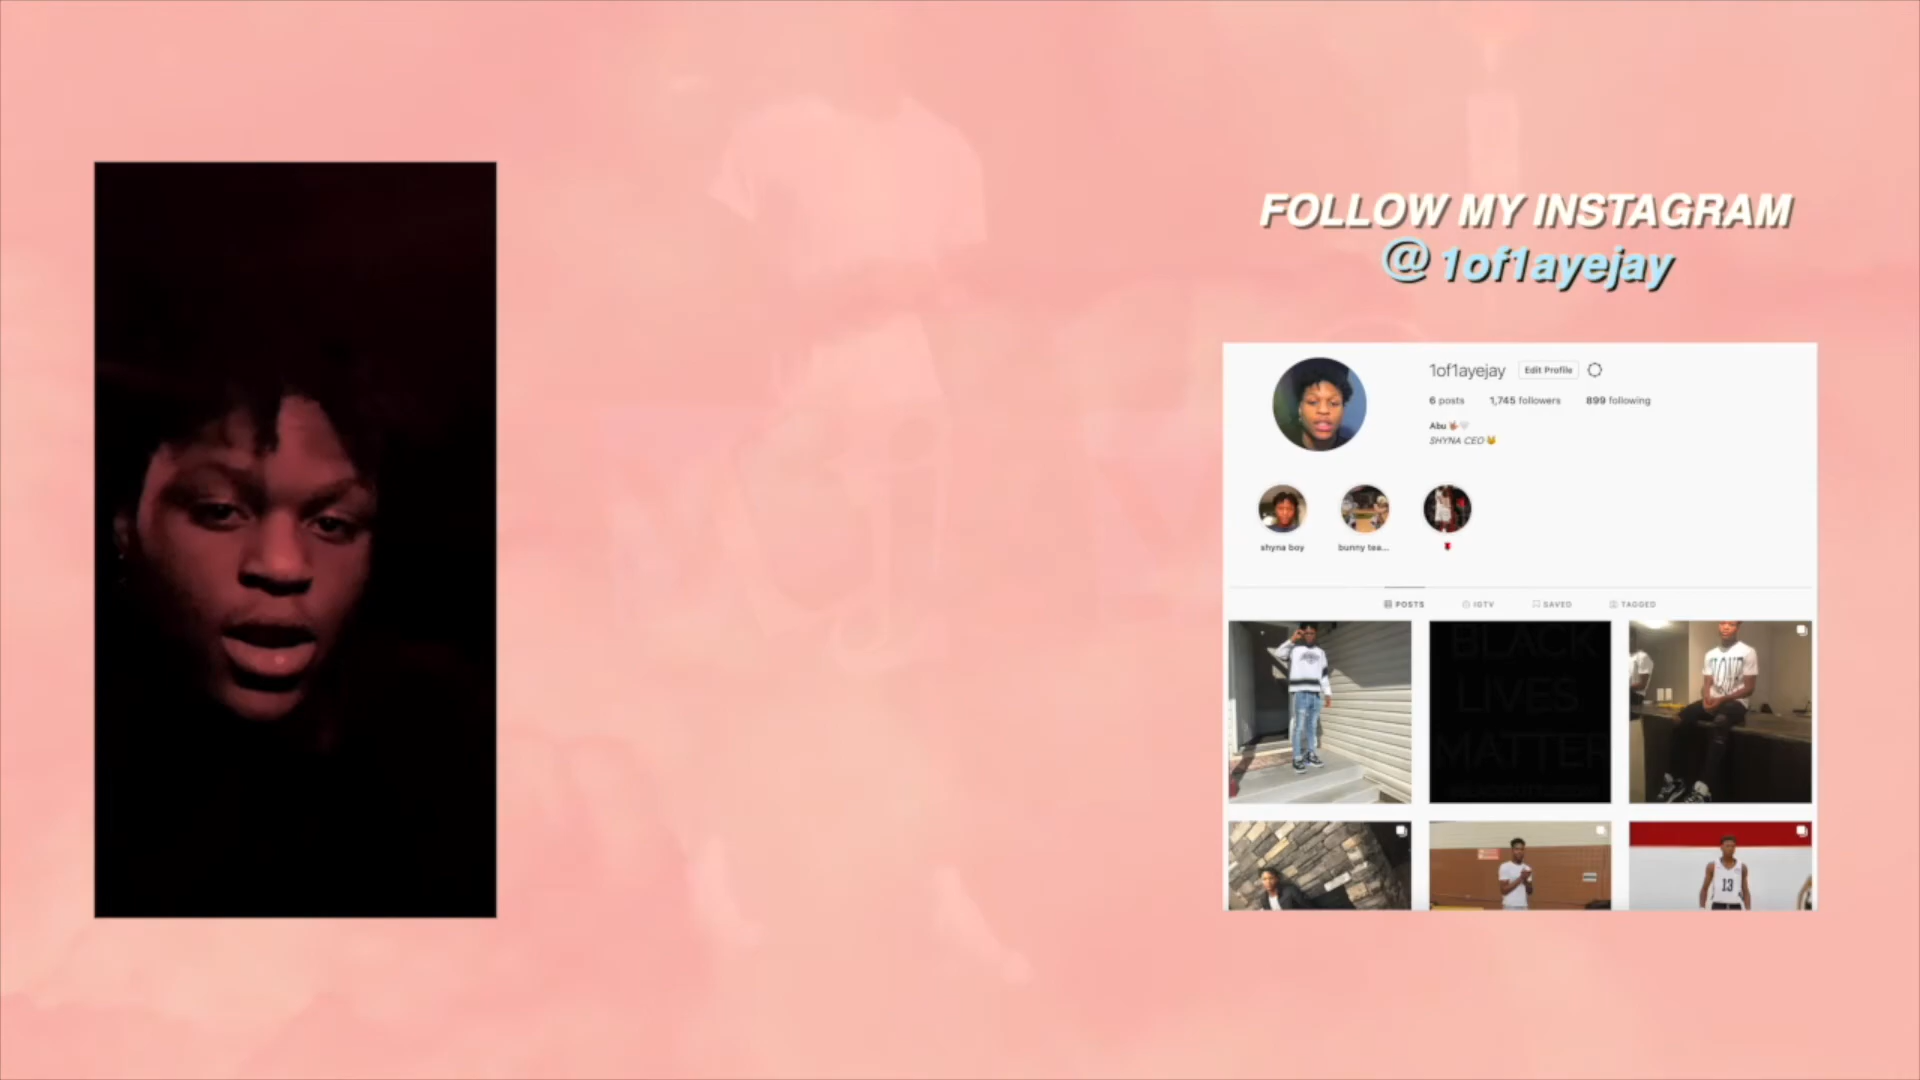 FOLLOW MY INSTAGRAM
@1of1ayejay
1of1ayejay Edit Profile
6 posts 1,745 followers 899 following
Abu
SHYNA CEO
shyna boy bunny tea...
POSTS IGTV SAVED TAGGED
BLACK
LIVES
MATTER
13